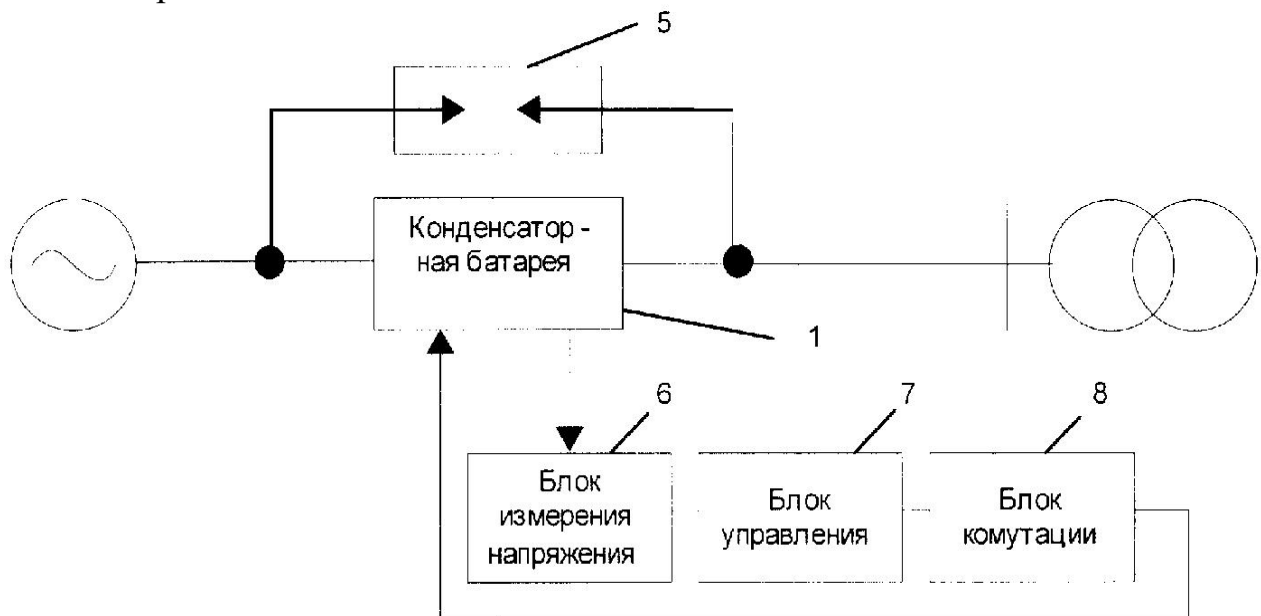 5
Конденсатор -
ная батарея
1
6
7
8
Блок
измерения
напряжения
Блок
управления
Блок
комутации